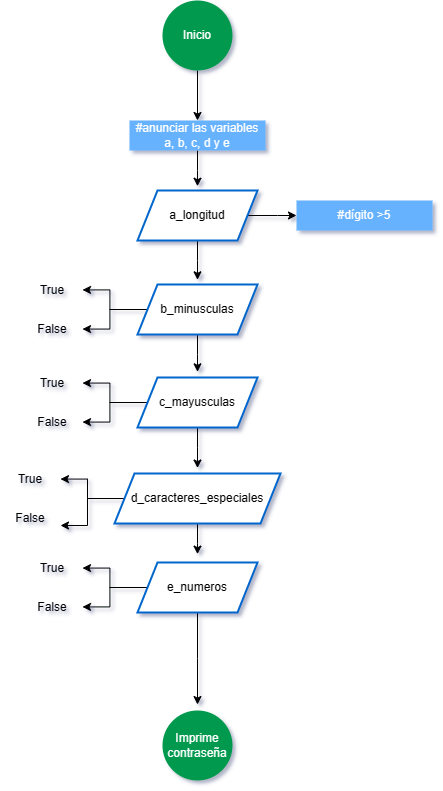 Inicio
#anunciar las variables
a, b, c, d y e
a_longitud
#dígito >5
True
b_minusculas
False
True
c_mayusculas
False
True
d_caracteres_especiales
False
True
e_numeros
False
Imprime
contraseña